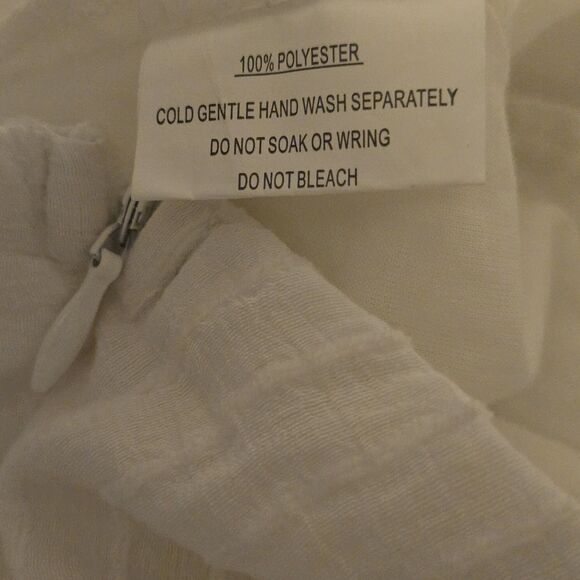 100% POLYESTER
COLD GENTLE HAND WASH SEPARATELY
DO NOT SOAK OR WRING
DO NOT BLEACH